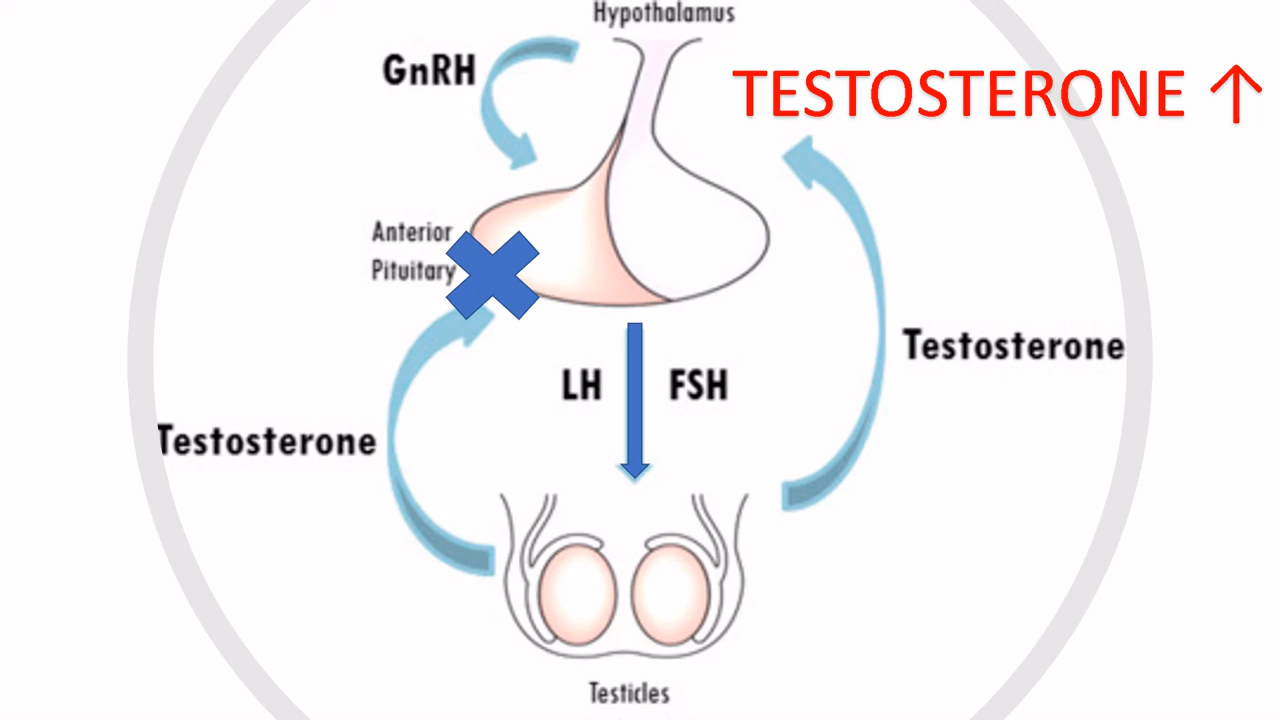 Hypothalamus
GnRH
TESTOSTERONE ↑
Anterior
Pituitary
Testosterone
LH
FSH
Testosterone
Testicles